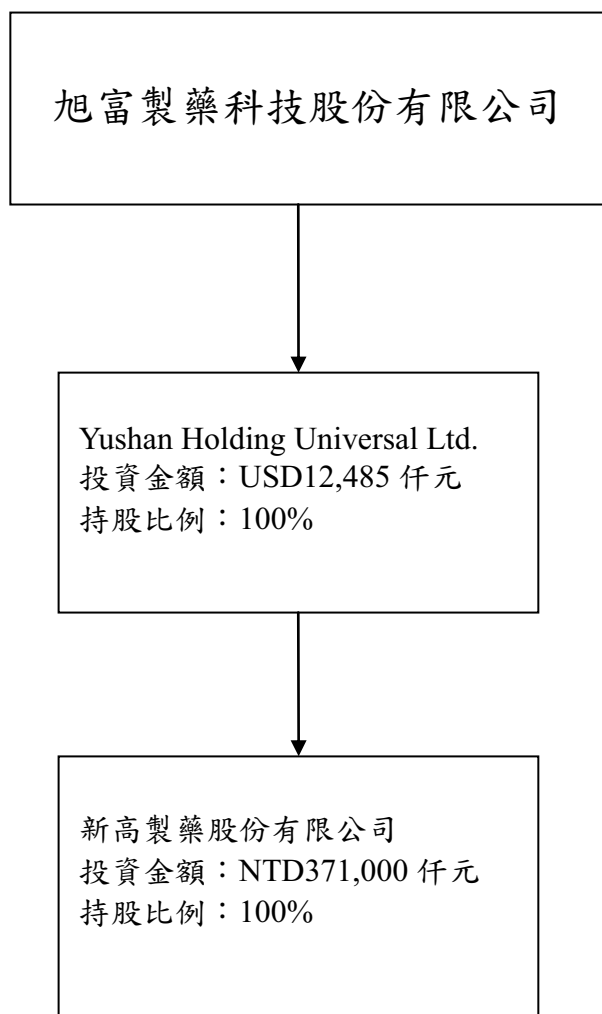 旭富製藥科技股份有限公司
Yushan Holding Universal Ltd.
投資金額：USD12,485 仟元
持股比例：100%
新高製藥股份有限公司
投資金額：NTD371,000 仟元
持股比例：100%